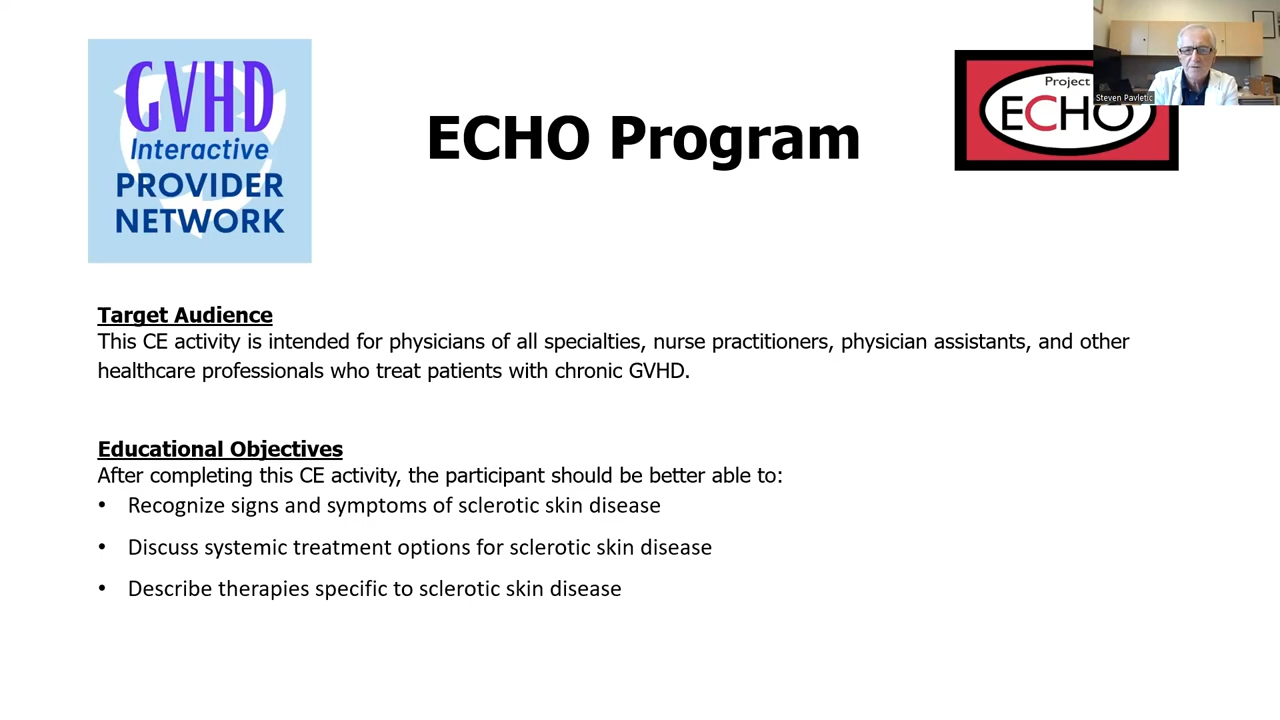 GVHD
Interactive
PROVIDER
NETWORK
ECHO Program
Project
ECHO
Steven Pavletic
Target Audience
This CE activity is intended for physicians of all specialties, nurse practitioners, physician assistants, and other
healthcare professionals who treat patients with chronic GVHD.
Educational Objectives
After completing this CE activity, the participant should be better able to:
• Recognize signs and symptoms of sclerotic skin disease
• Discuss systemic treatment options for sclerotic skin disease
• Describe therapies specific to sclerotic skin disease